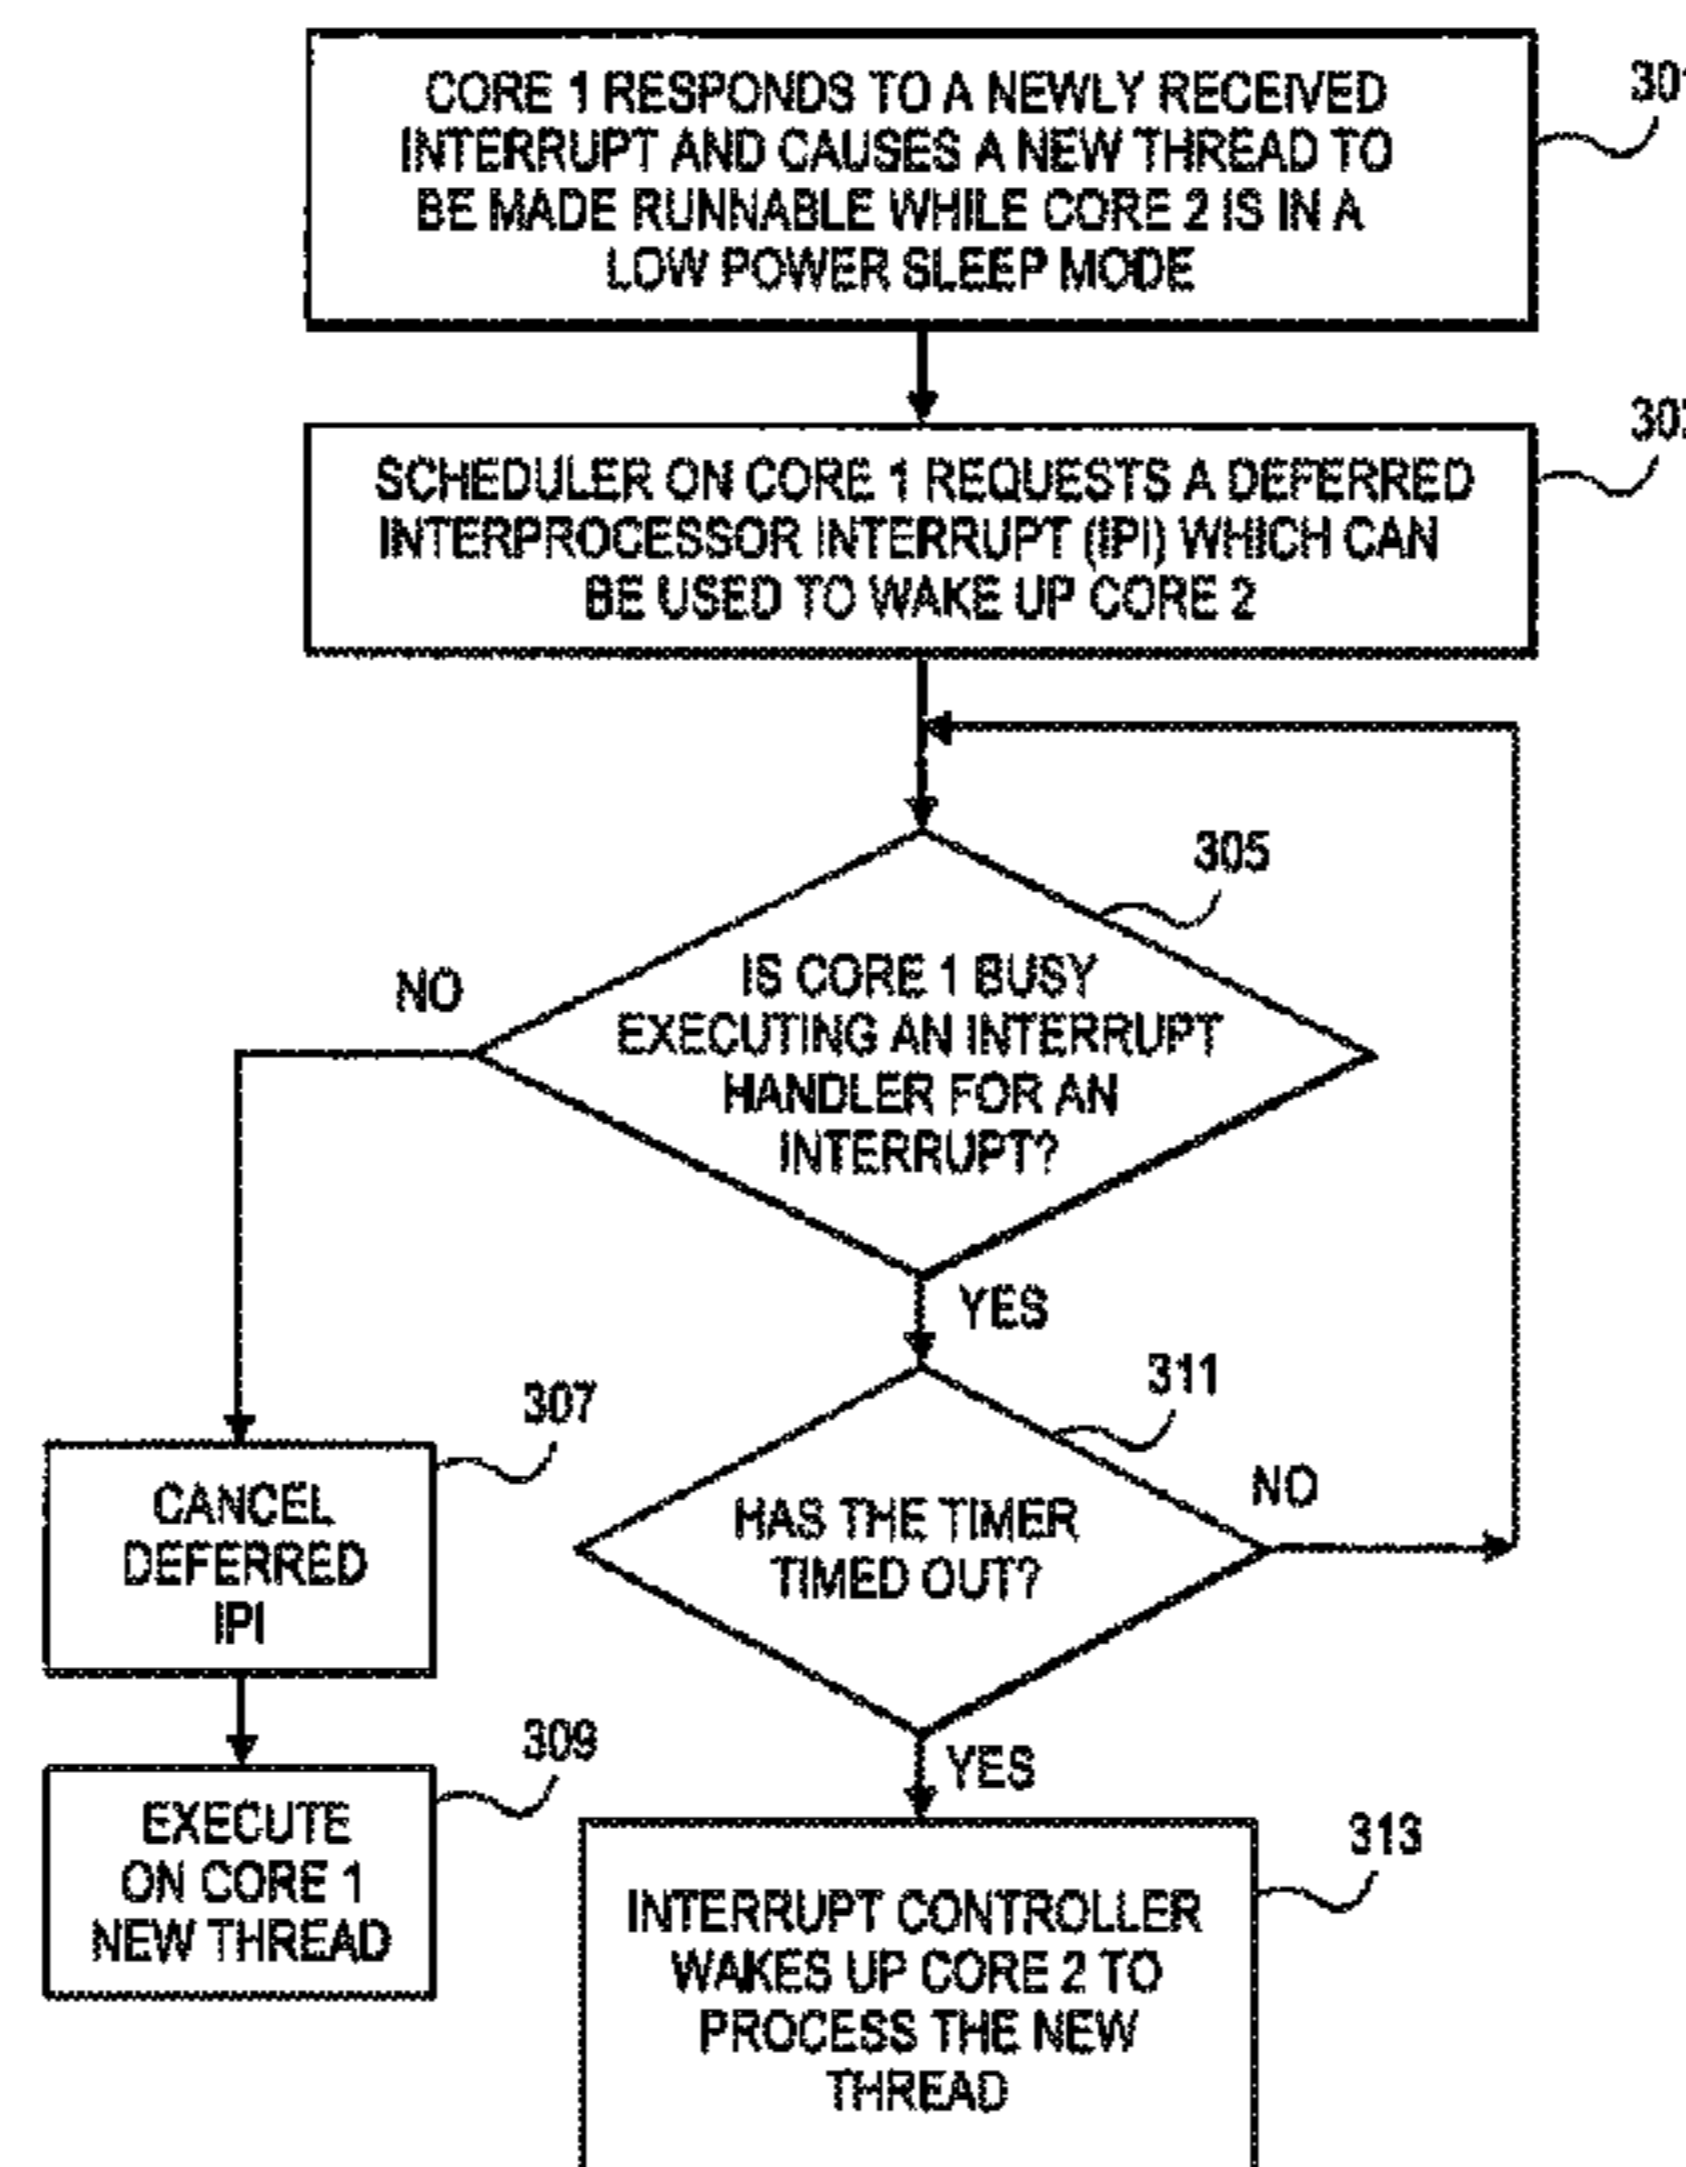 CORE 1 RESPONDS TO A NEWLY RECEIVED
INTERRUPT AND CAUSES A NEW THREAD TO
BE MADE RUNNABLE WHILE CORE 2 IS IN A
LOW POWER SLEEP MODE
301
SCHEDULER ON CORE 1 REQUESTS A DEFERRED
INTERPROCESSOR INTERRUPT (IPI) WHICH CAN
BE USED TO WAKE UP CORE 2
305
NO
IS CORE 1 BUSY
EXECUTING AN INTERRUPT
HANDLER FOR AN
INTERRUPT?
YES
311
307
NO
CANCEL
DEFERRED
IPI
HAS THE TIMER
TIMED OUT?
309
YES
EXECUTE
ON CORE 1
NEW THREAD
313
INTERRUPT CONTROLLER
WAKES UP CORE 2 TO
PROCESS THE NEW
THREAD